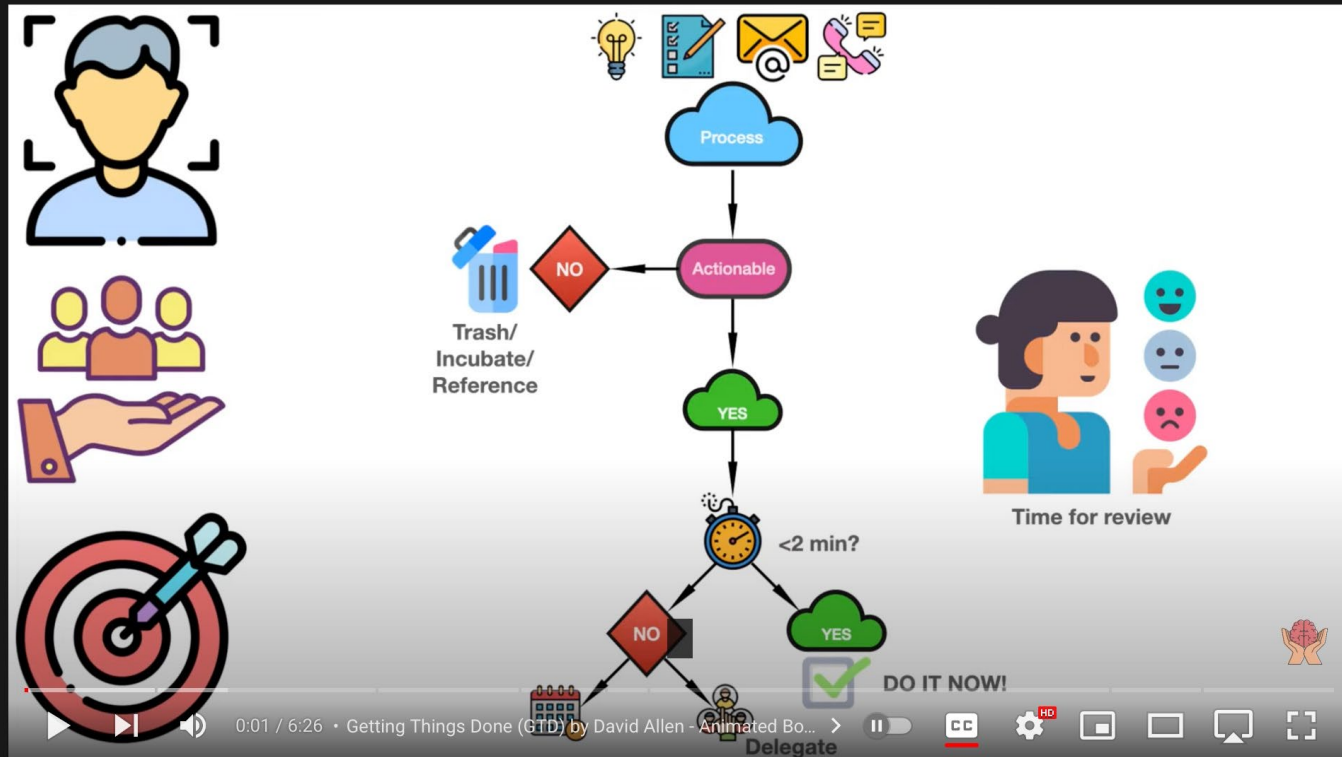 @
Process
NO
Actionable
Trash/
Incubate/
Reference
YES
<2 min?
Time for review
NO
YES
DO IT NOW!
0:01 / 6:26 • Getting Things Done (GTD) by David Allen - Animated Bo...
CC
HD
Delegate